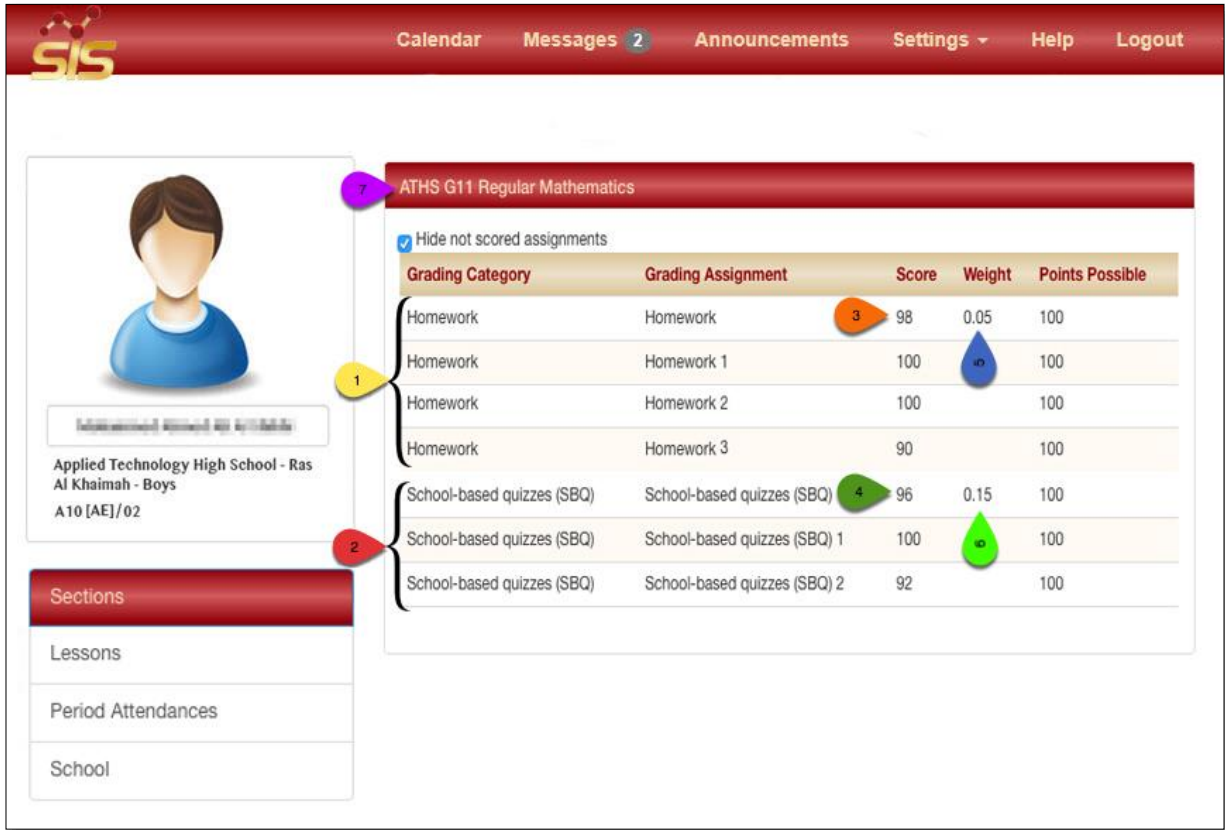 SIS
Calendar Messages 2 Announcements Settings Help Logout
7 ATHS G11 Regular Mathematics
Hide not scored assignments
Grading Category Grading Assignment Score Weight Points Possible
Homework Homework 3 98 0.05 100
Homework Homework 1 100 5 100
1
Homework Homework 2 100 100
Homework Homework 3 90 100
School-based quizzes (SBQ) School-based quizzes (SBQ) 4 96 0.15 100
School-based quizzes (SBQ) School-based quizzes (SBQ) 1 100 6 100
2
School-based quizzes (SBQ) School-based quizzes (SBQ) 2 92 100
Applied Technology High School - Ras
Al Khaimah - Boys
A10 [AE]/02
Sections
Lessons
Period Attendances
School